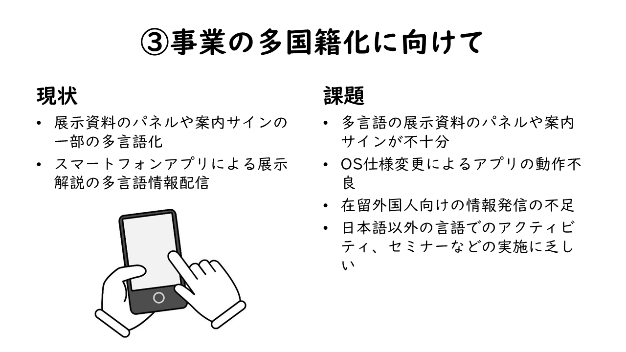 ③事業の多国籍化に向けて
現状
• 展示資料のパネルや案内サインの
一部の多言語化
• スマートフォンアプリによる展示
解説の多言語情報配信
課題
• 多言語の展示資料のパネルや案内
サインが不十分
• OS仕様変更によるアプリの動作不
良
• 在留外国人向けの情報発信の不足
• 日本語以外の言語でのアクティビ
ティ、セミナーなどの実施に乏し
い